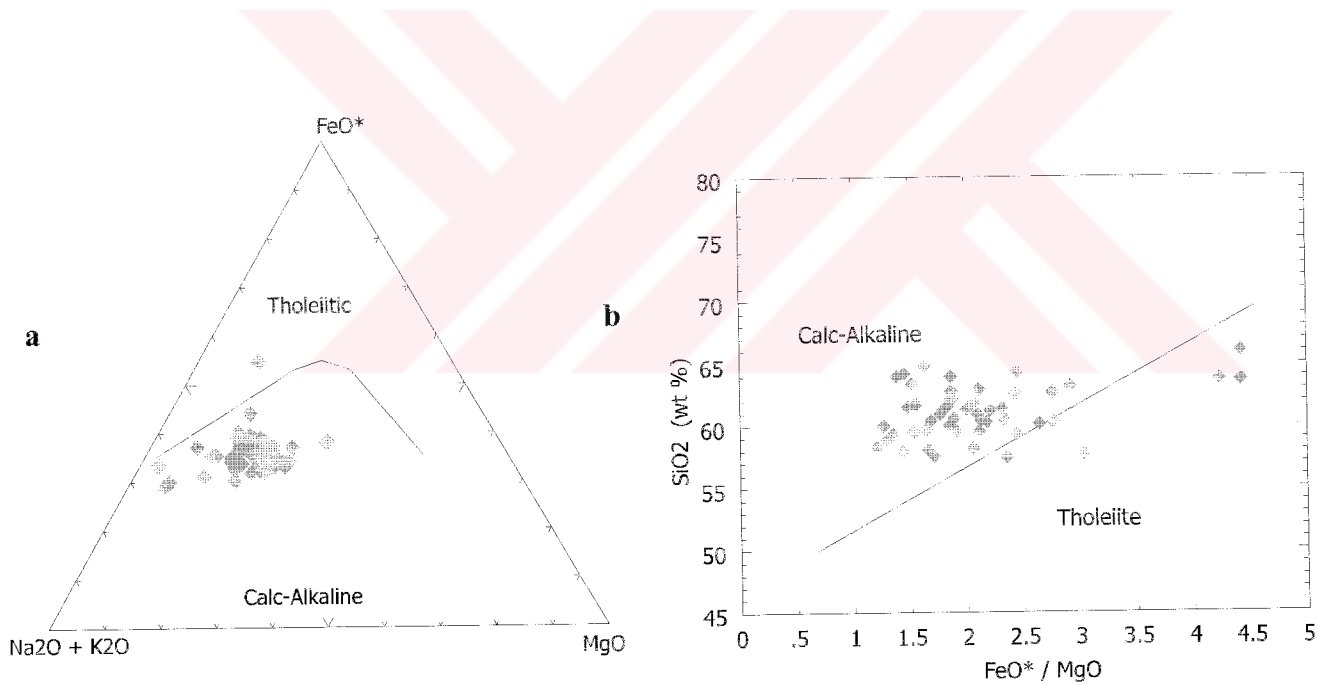 a
FeO*
Tholeiitic
Calc-Alkaline
Na2O + K2O
MgO
b
80
75
70
65
60
55
50
45
SiO2 (wt %)
Calc-Alkaline
Tholeiite
0 .5 1 1.5 2 2.5 3 3.5 4 4.5 5
FeO* / MgO